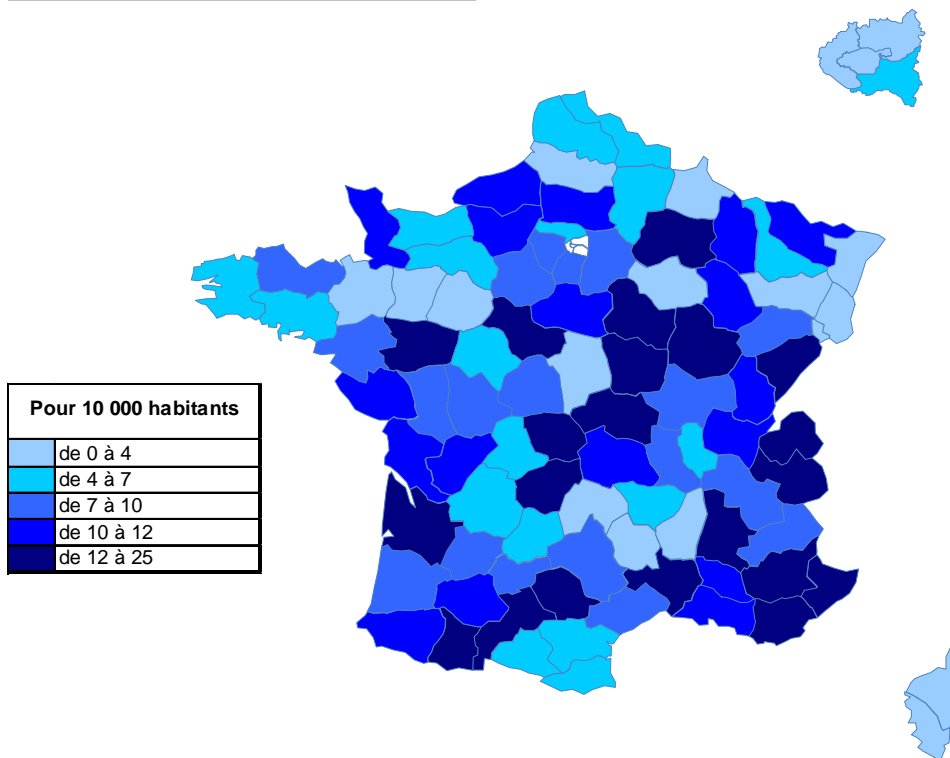 Pour 10 000 habitants
de 0 à 4
de 4 à 7
de 7 à 10
de 10 à 12
de 12 à 25